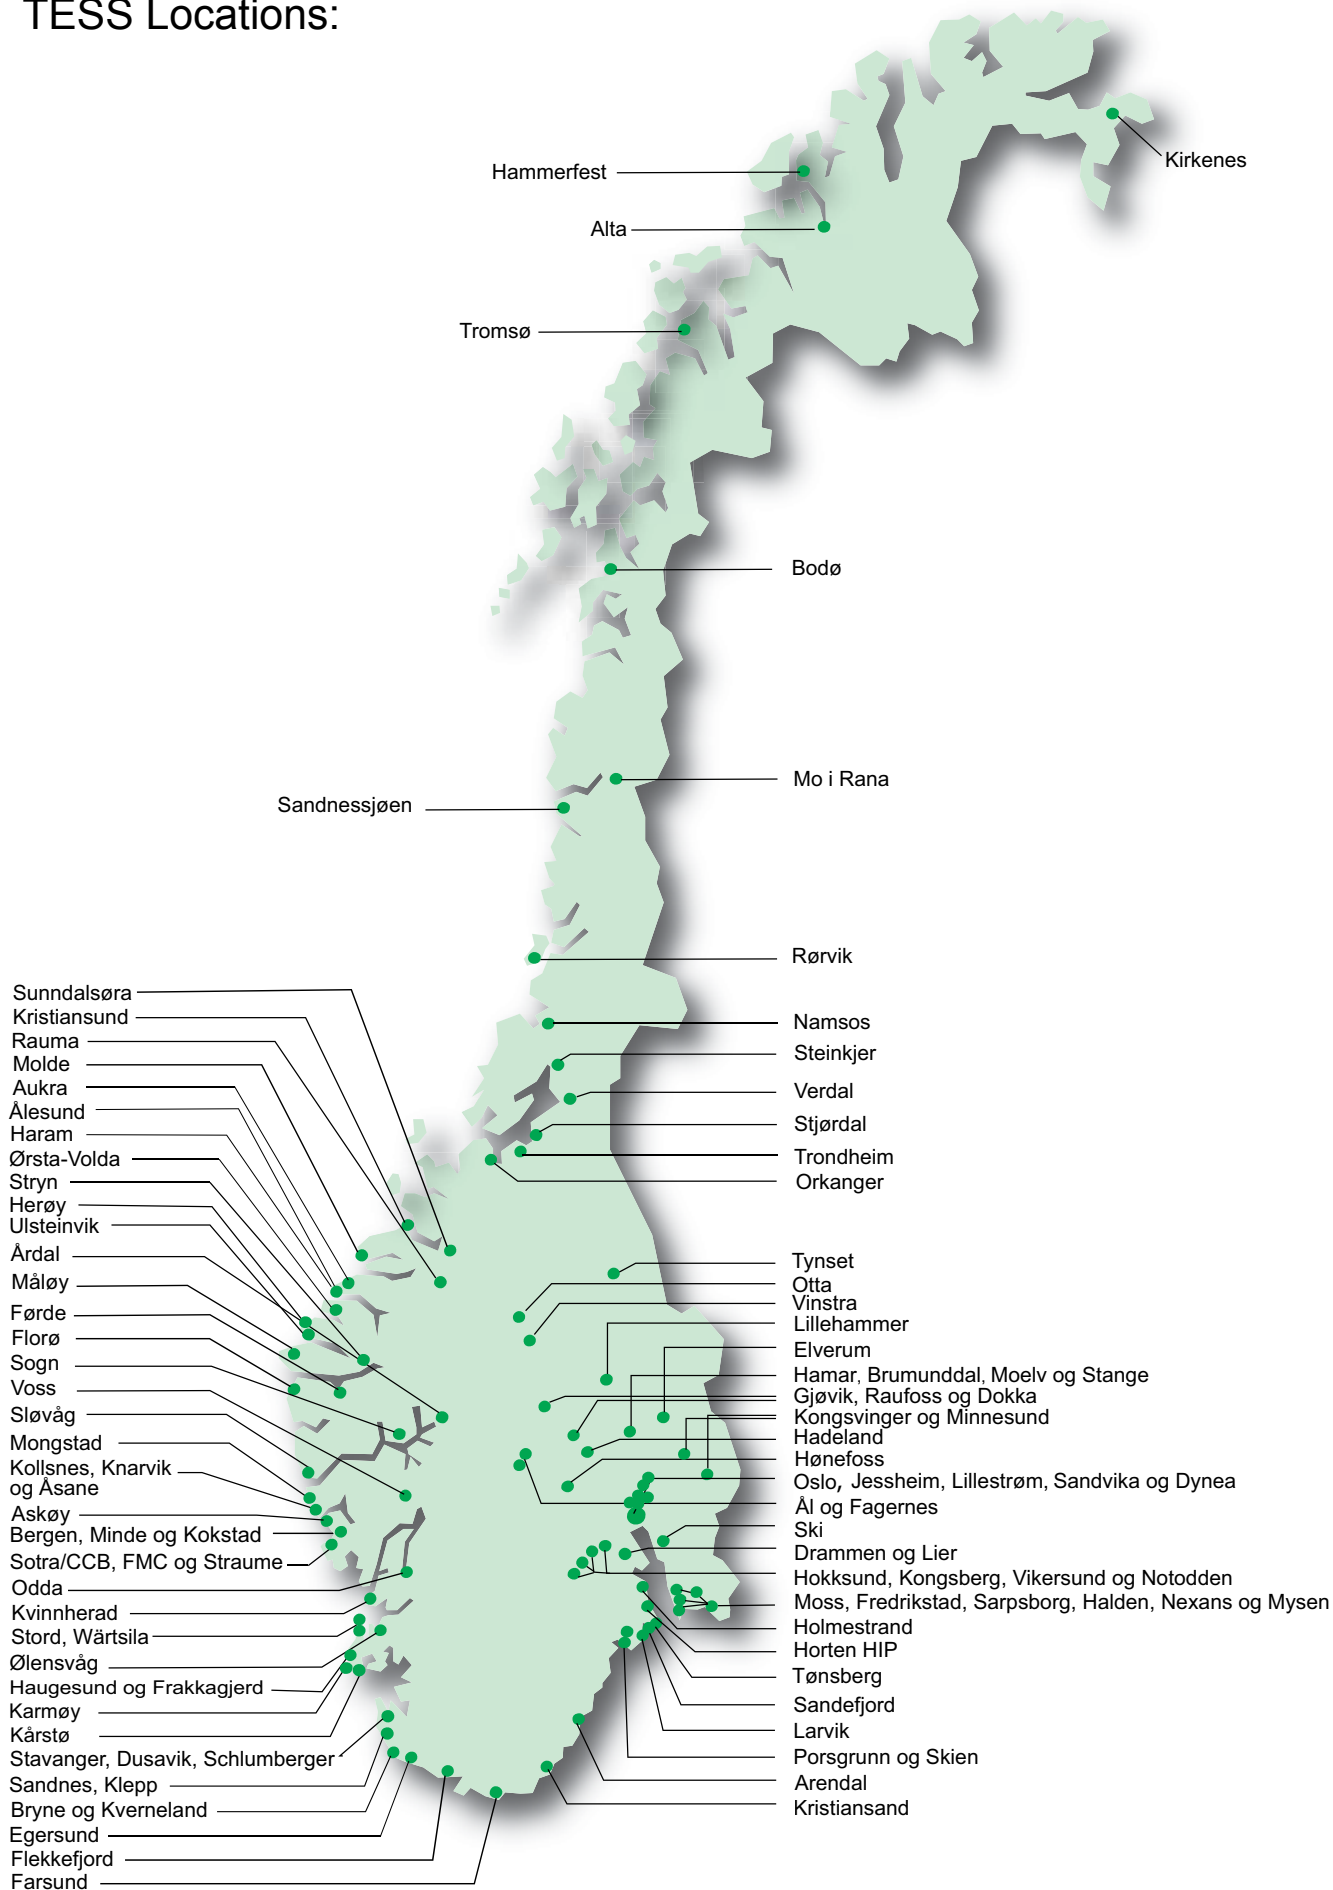 TESS Locations:
Kirkenes
Hammerfest
Alta
Tromsø
Bodø
Mo i Rana
Sandnessjøen
Rørvik
Sunndalsøra
Kristiansund
Rauma
Molde
Aukra
Ålesund
Haram
Ørsta-Volda
Stryn
Herøy
Ulsteinvik
Årdal
Måløy
Førde
Florø
Sogn
Voss
Sløvåg
Mongstad
Kollsnes, Knarvik
og Åsane
Askøy
Bergen, Minde og Kokstad
Sotra/CCB, FMC og Straume
Odda
Kvinnherad
Stord, Wärtsila
Ølensvåg
Haugesund og Frakkagjerd
Karmøy
Kårstø
Stavanger, Dusavik, Schlumberger
Sandnes, Klepp
Bryne og Kverneland
Egersund
Flekkefjord
Farsund
Namsos
Steinkjer
Verdal
Stjørdal
Trondheim
Orkanger
Tynset
Otta
Vinstra
Lillehammer
Elverum
Hamar, Brumunddal, Moelv og Stange
Gjøvik, Raufoss og Dokka
Kongsvinger og Minnesund
Hadeland
Hønefoss
Oslo, Jessheim, Lillestrøm, Sandvika og Dynea
Ål og Fagernes
Ski
Drammen og Lier
Hokksund, Kongsberg, Vikersund og Notodden
Moss, Fredrikstad, Sarpsborg, Halden, Nexans og Mysen
Holmestrand
Horten HIP
Tønsberg
Sandefjord
Larvik
Porsgrunn og Skien
Arendal
Kristiansand